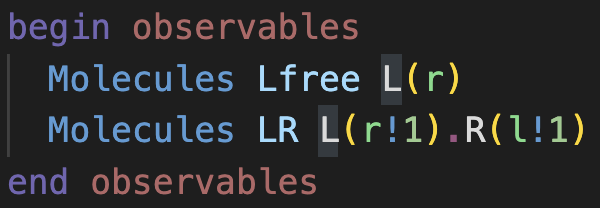 begin observables
  Molecules Lfree L(r)
  Molecules LR L(r!1).R(l!1)
end observables